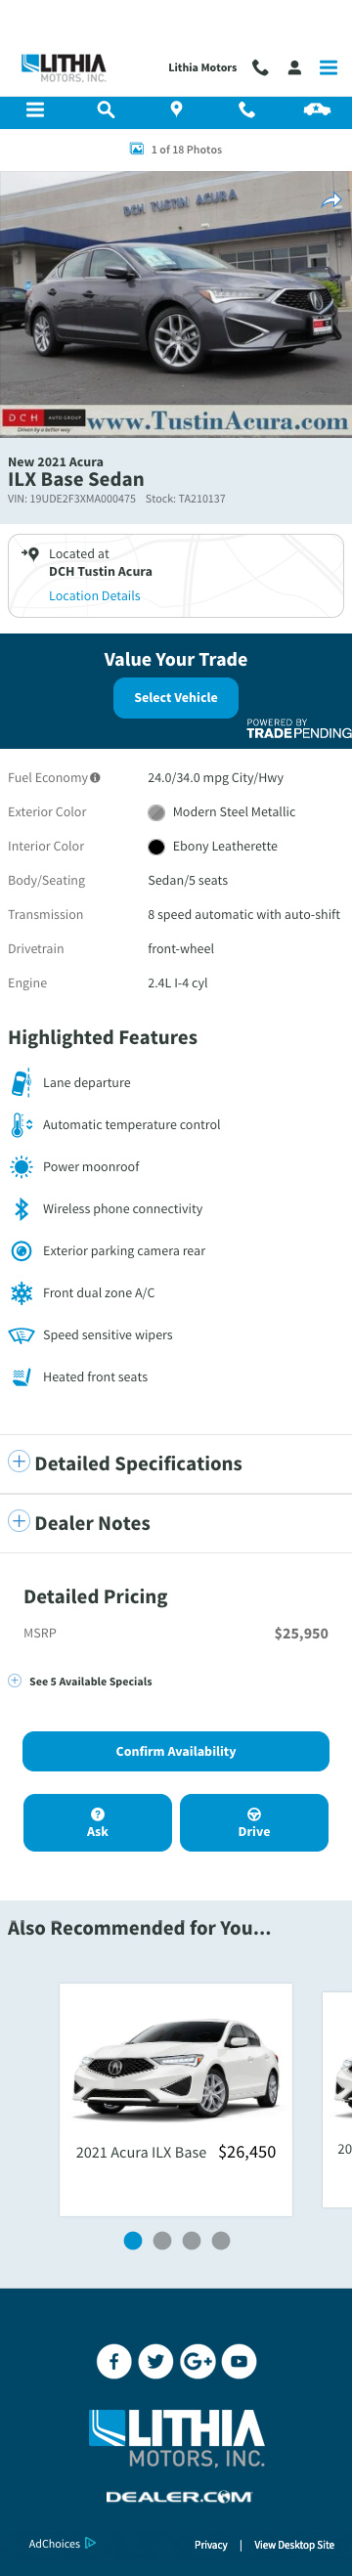 LITHIA
MOTORS, INC.
Lithia Motors
1 of 18 Photos
DCH TUSTIN ACURA
DCH AUTO GROUP
Driven by a better way
www.TustinAcura.com
New 2021 Acura
ILX Base Sedan
VIN: 19UDE2F3XMA000475 Stock: TA210137
Located at
DCH Tustin Acura
Location Details
Value Your Trade
Select Vehicle
POWERED BY
TRADEPENDING
Fuel Economy 24.0/34.0 mpg City/Hwy
Exterior Color Modern Steel Metallic
Interior Color Ebony Leatherette
Body/Seating Sedan/5 seats
Transmission 8 speed automatic with auto-shift
Drivetrain front-wheel
Engine 2.4L I-4 cyl
Highlighted Features
Lane departure
Automatic temperature control
Power moonroof
Wireless phone connectivity
Exterior parking camera rear
Front dual zone A/C
Speed sensitive wipers
Heated front seats
Detailed Specifications
Dealer Notes
Detailed Pricing
MSRP $25,950
See 5 Available Specials
Confirm Availability
Ask Drive
Also Recommended for You...
2021 Acura ILX Base $26,450 20
LITHIA
MOTORS, INC.
DEALER.COM
AdChoices Privacy | View Desktop Site